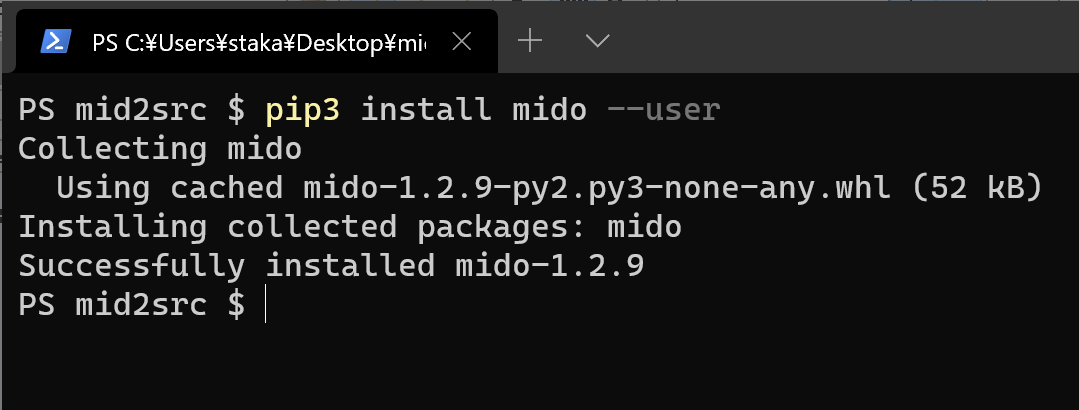 PS C:¥Users¥staka¥Desktop¥mi
PS mid2src $ pip3 install mido --user
Collecting mido
  Using cached mido-1.2.9-py2.py3-none-any.whl (52 kB)
Installing collected packages: mido
Successfully installed mido-1.2.9
PS mid2src $